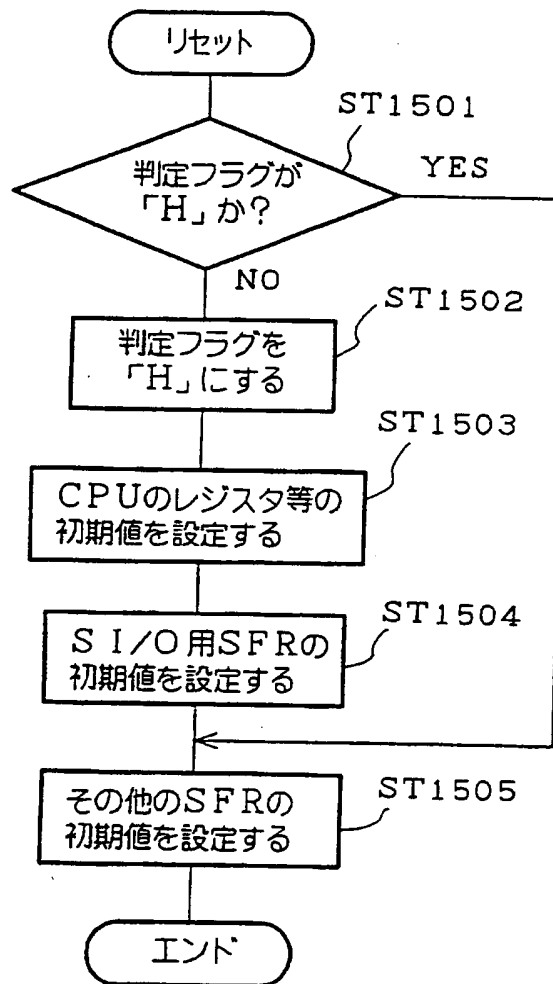 リセット
ST1501
判定フラグが
「H」か?
YES
NO
ST1502
判定フラグを
「H」にする
ST1503
CPUのレジスタ等の
初期値を設定する
ST1504
SI/O用SFRの
初期値を設定する
ST1505
その他のSFRの
初期値を設定する
エンド